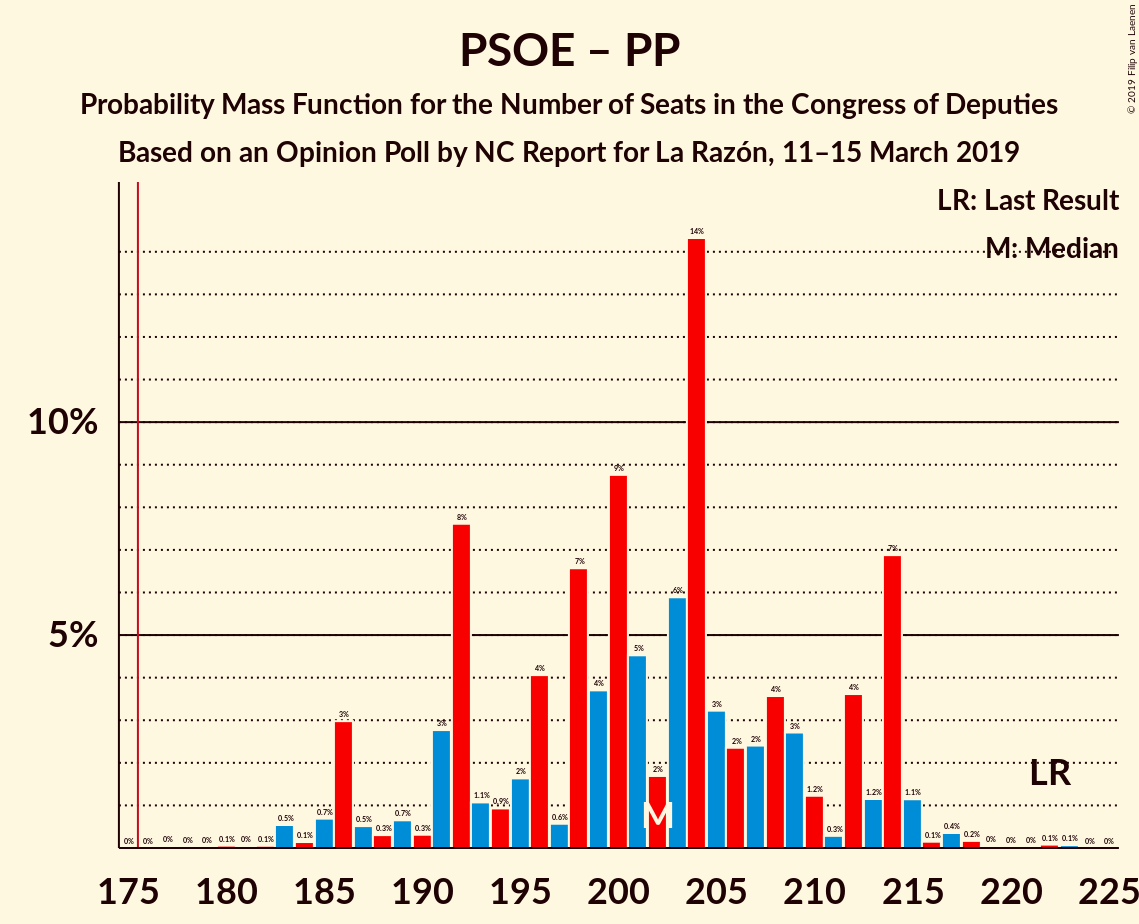 PSOE – PP
Probability Mass Function for the Number of Seats in the Congress of Deputies
Based on an Opinion Poll by NC Report for La Razón, 11–15 March 2019
© 2019 Filip van Laenen
LR: Last Result
M: Median
10%
5%
0% 0% 0% 0% 0% 0.1% 0% 0.1% 0.5% 0.1% 0.7% 3% 0.5% 0.3% 0.7% 0.3% 3% 8% 1.1% 0.9% 2% 4% 0.6% 7% 4% 9% 5% 2% 6% 14% 3% 2% 2% 4% 3% 1.2% 0.3% 4% 1.2% 7% 1.1% 0.1% 0.4% 0.2% 0% 0% 0% 0.1% 0.1% 0% 0%
M
LR
175 180 185 190 195 200 205 210 215 220 225